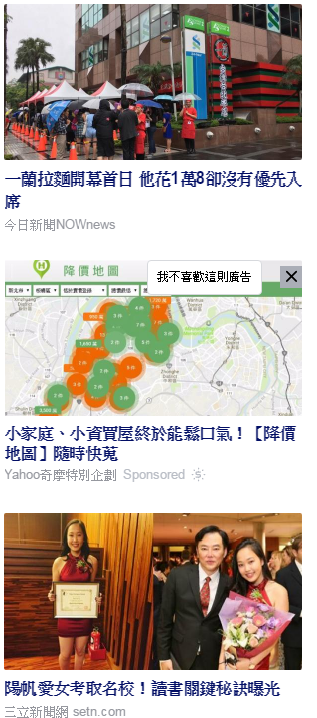 一蘭拉麵開幕首日 他花1萬8卻沒有優先入
席
今日新聞NOWnews
降價地圖
我不喜歡這則廣告
小家庭、小資買屋終於能鬆口氣！【降價
地圖】隨時快蒐
Yahoo奇摩特別企劃 Sponsored
陽帆愛女考取名校！讀書關鍵秘訣曝光
三立新聞網 setn.com